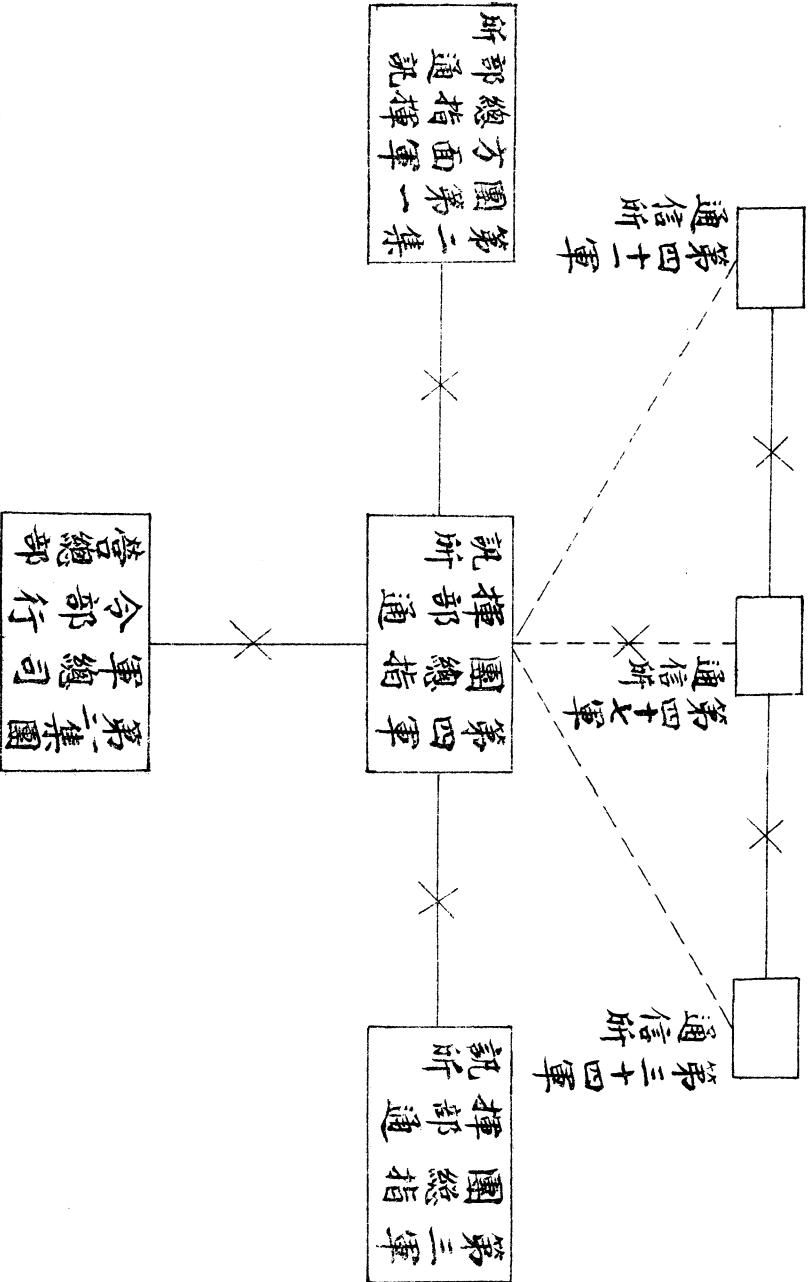 第三十四軍
通信所
第四十七軍
通信所
第四十一軍
通信所
第三軍
團總指
揮部通
訊所
第四軍
團總指
揮部通
訊所
第二集
團第一
方面軍
總指揮
部通訊
所
第二集團
軍總司
令部行
營總部